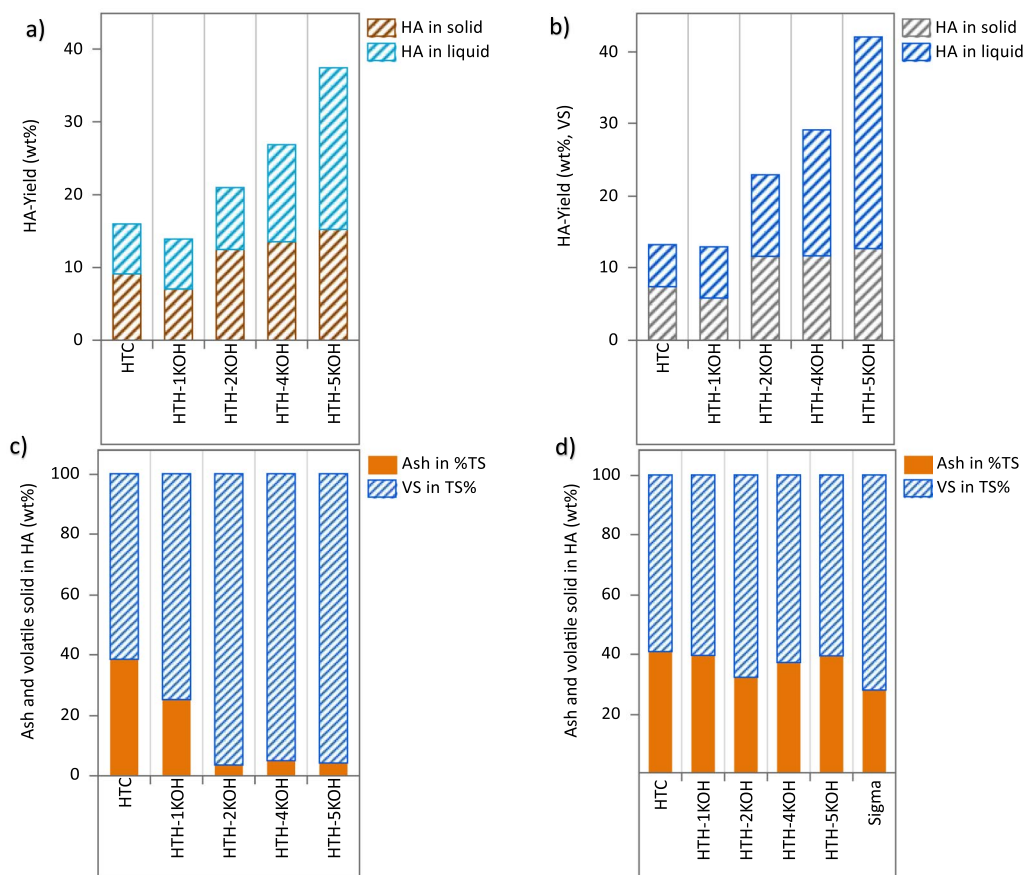 a)
HA in solid
HA in liquid
HA-Yield (wt%)
40
30
20
10
0
HTC
HTH-1KOH
HTH-2KOH
HTH-4KOH
HTH-5KOH
b)
HA in solid
HA in liquid
HA-Yield (wt%, VS)
40
30
20
10
0
HTC
HTH-1KOH
HTH-2KOH
HTH-4KOH
HTH-5KOH
c)
Ash in %TS
VS in TS%
Ash and volatile solid in HA (wt%)
100
80
60
40
20
0
HTC
HTH-1KOH
HTH-2KOH
HTH-4KOH
HTH-5KOH
d)
Ash in %TS
VS in TS%
Ash and volatile solid in HA (wt%)
100
80
60
40
20
HTC
HTH-1KOH
HTH-2KOH
HTH-4KOH
HTH-5KOH
Sigma